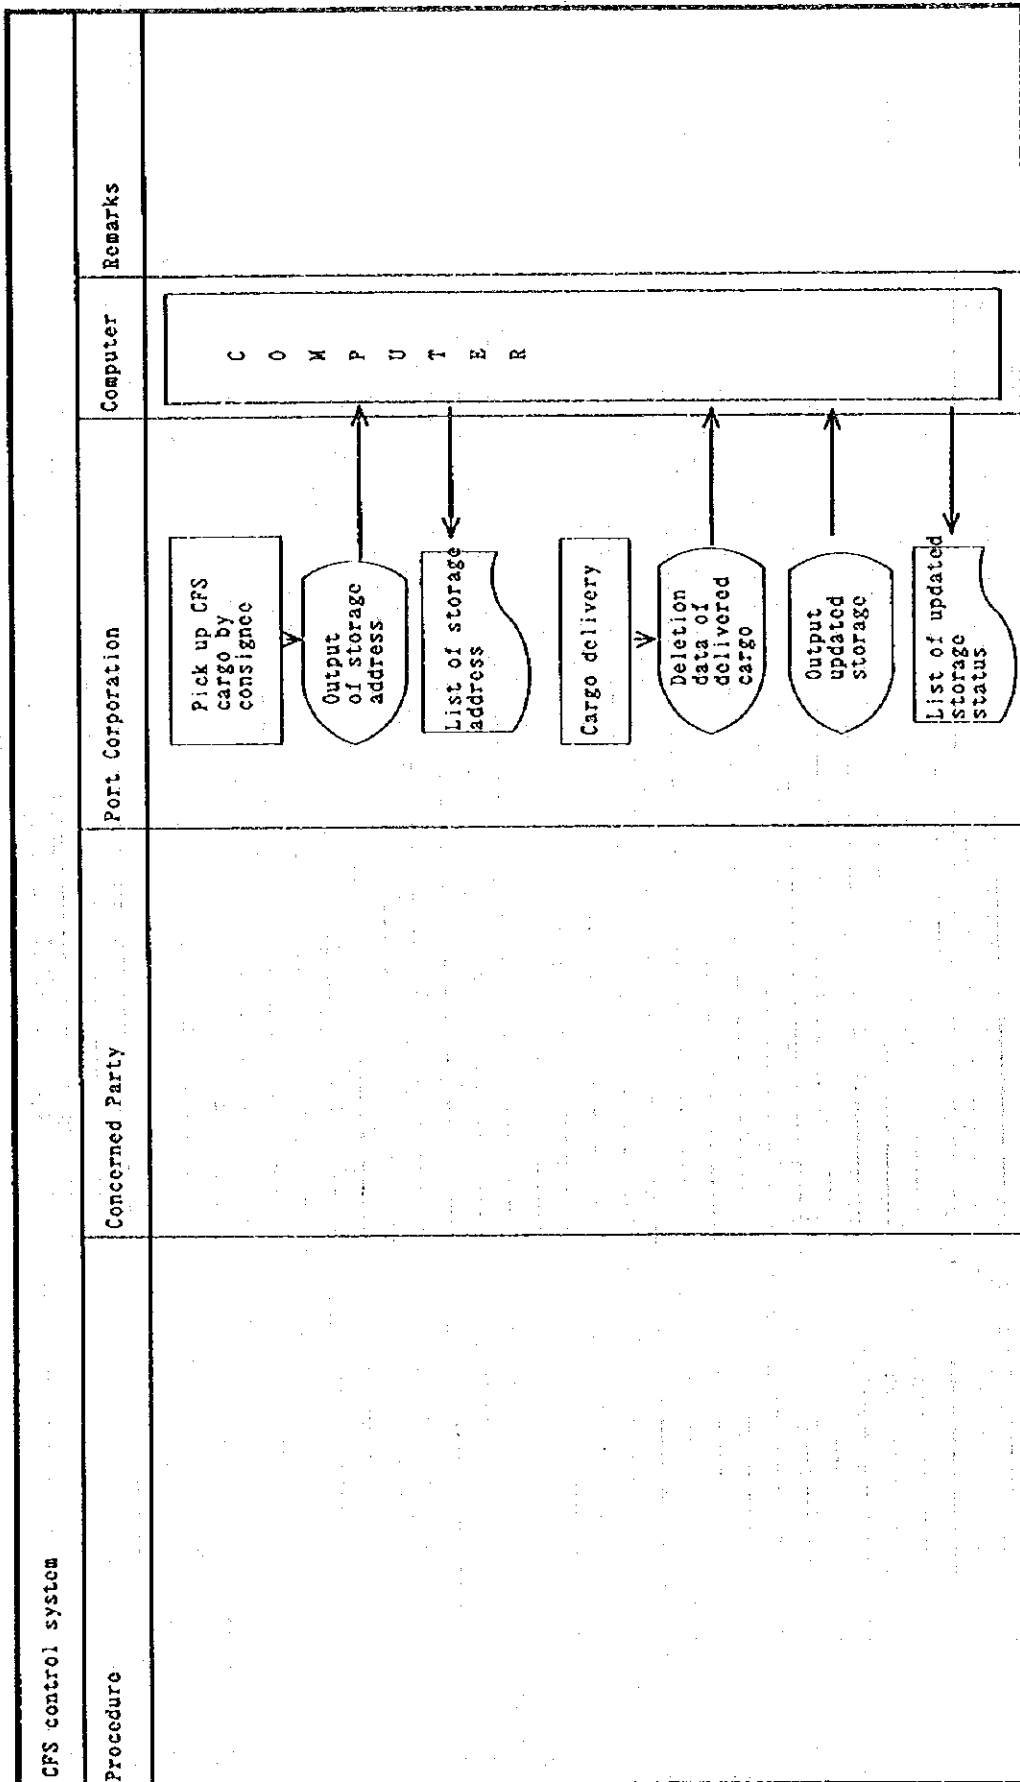 CFS control system
Procedure
Concerned Party
Port Corporation
Computer
Remarks
Pick up CFS
cargo by
consignee
Output
of storage
address
List of storage
address
Cargo delivery
Deletion
data of
delivered
cargo
Output
updated
storage
List of updated
storage
status
C O M P U T E R